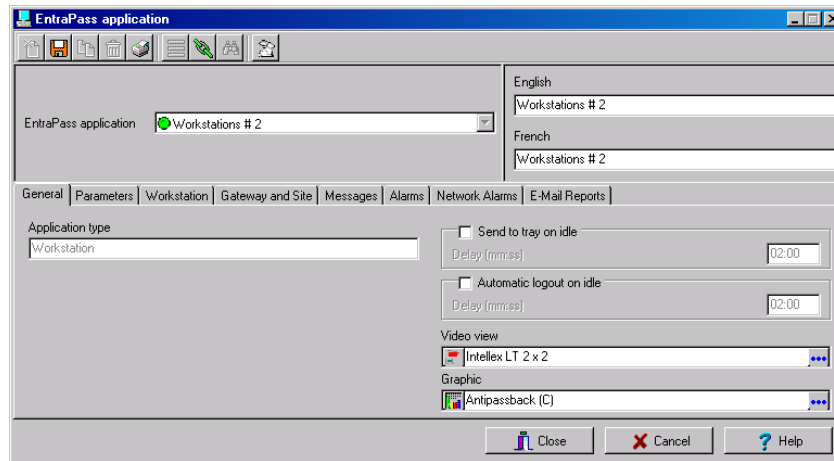 EntraPass application
English
Workstations # 2
EntraPass application
Workstations # 2
French
Workstations # 2
General
Parameters
Workstation
Gateway and Site
Messages
Alarms
Network Alarms
E-Mail Reports
Application type
Workstation
Send to tray on idle
Delay (mm:ss)
02:00
Automatic logout on idle
Delay (mm:ss)
02:00
Video view
Intellex LT 2 x 2
Graphic
Antipassback (C)
Close
Cancel
Help